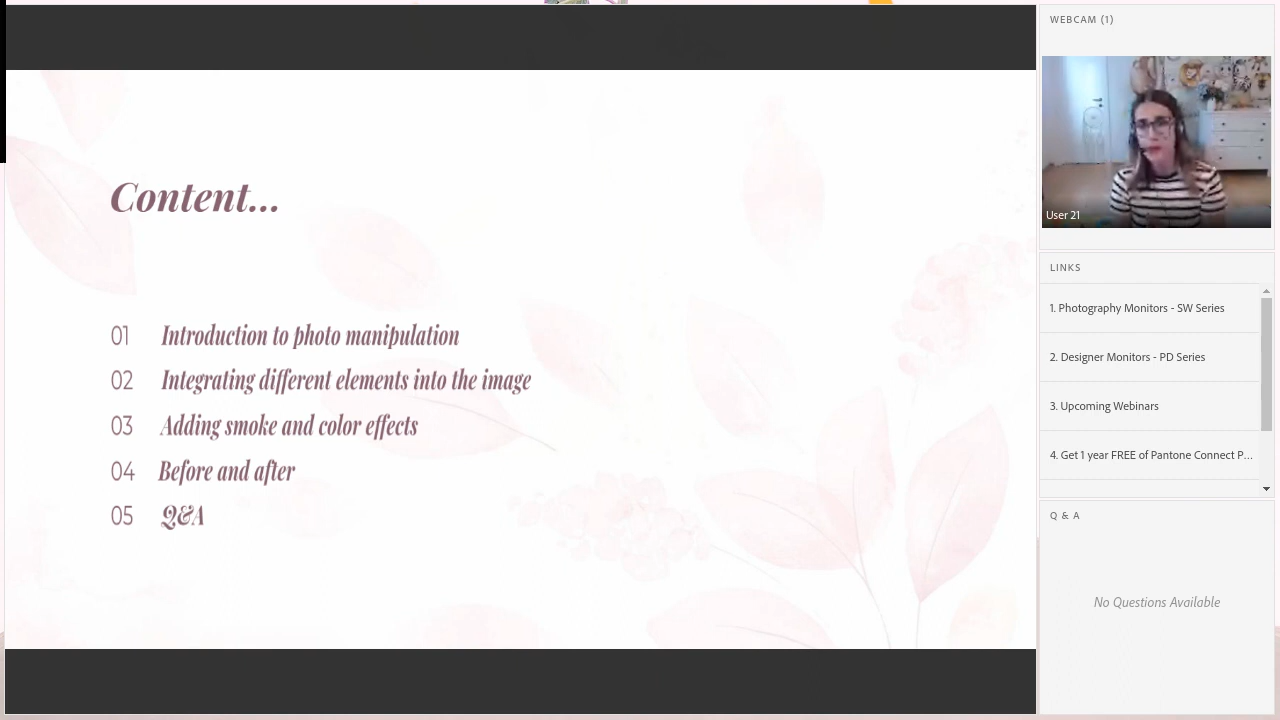 Content...
01 Introduction to photo manipulation
02 Integrating different elements into the image
03 Adding smoke and color effects
04 Before and after
05 Q&A
WEBCAM (1)
User 21
LINKS
1. Photography Monitors - SW Series
2. Designer Monitors - PD Series
3. Upcoming Webinars
4. Get 1 year FREE of Pantone Connect P...
Q & A
No Questions Available